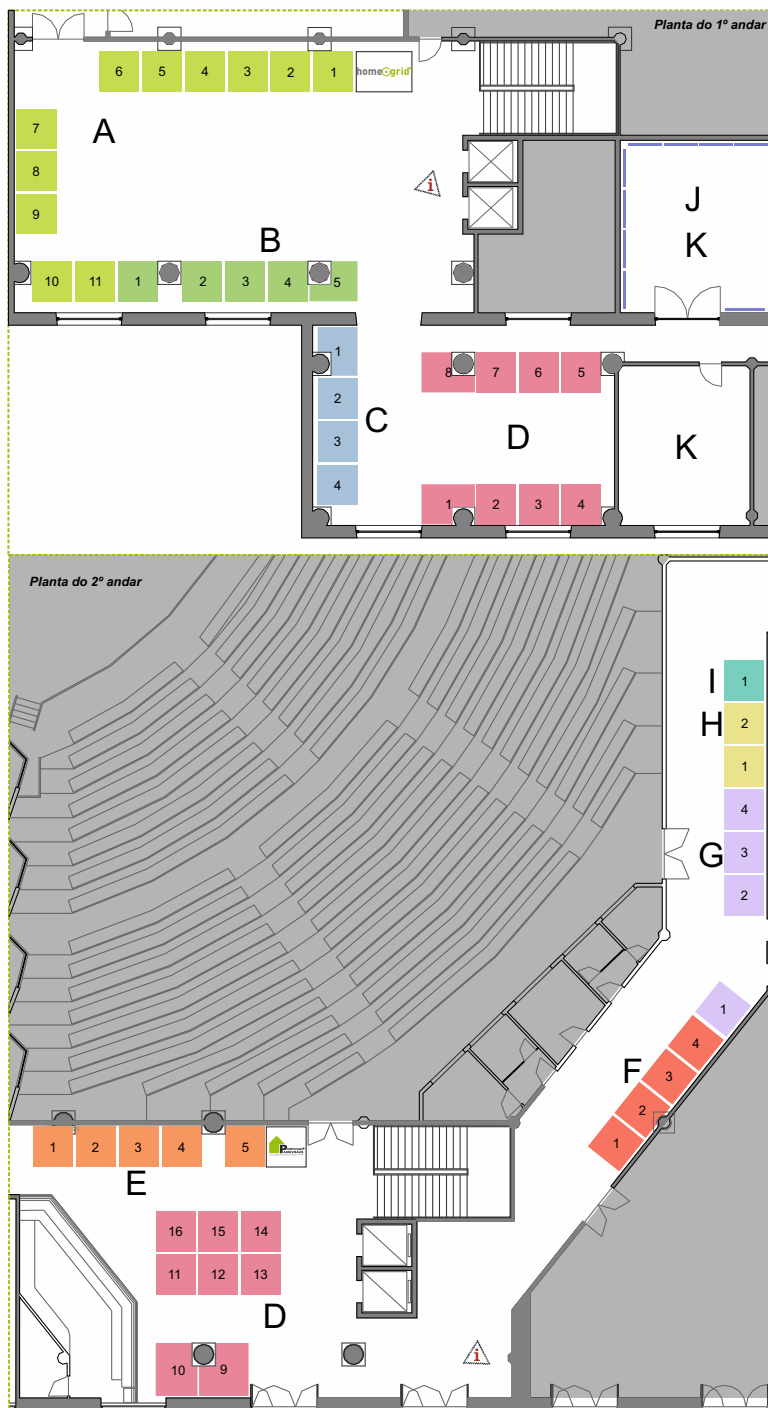 Planta do 1º andar
6 5 4 3 2 1 homegrid
7
A
8
J
9
i
B
K
10 11 1 2 3 4 5
1
8 7 6 5
2
C
D
3
K
4
1 2 3 4
Planta do 2º andar
I 1
H 2
1
4
G 3
2
1
4
F
3
2
1
1 2 3 4 5
E
16 15 14
11 12 13
D
i
10 9